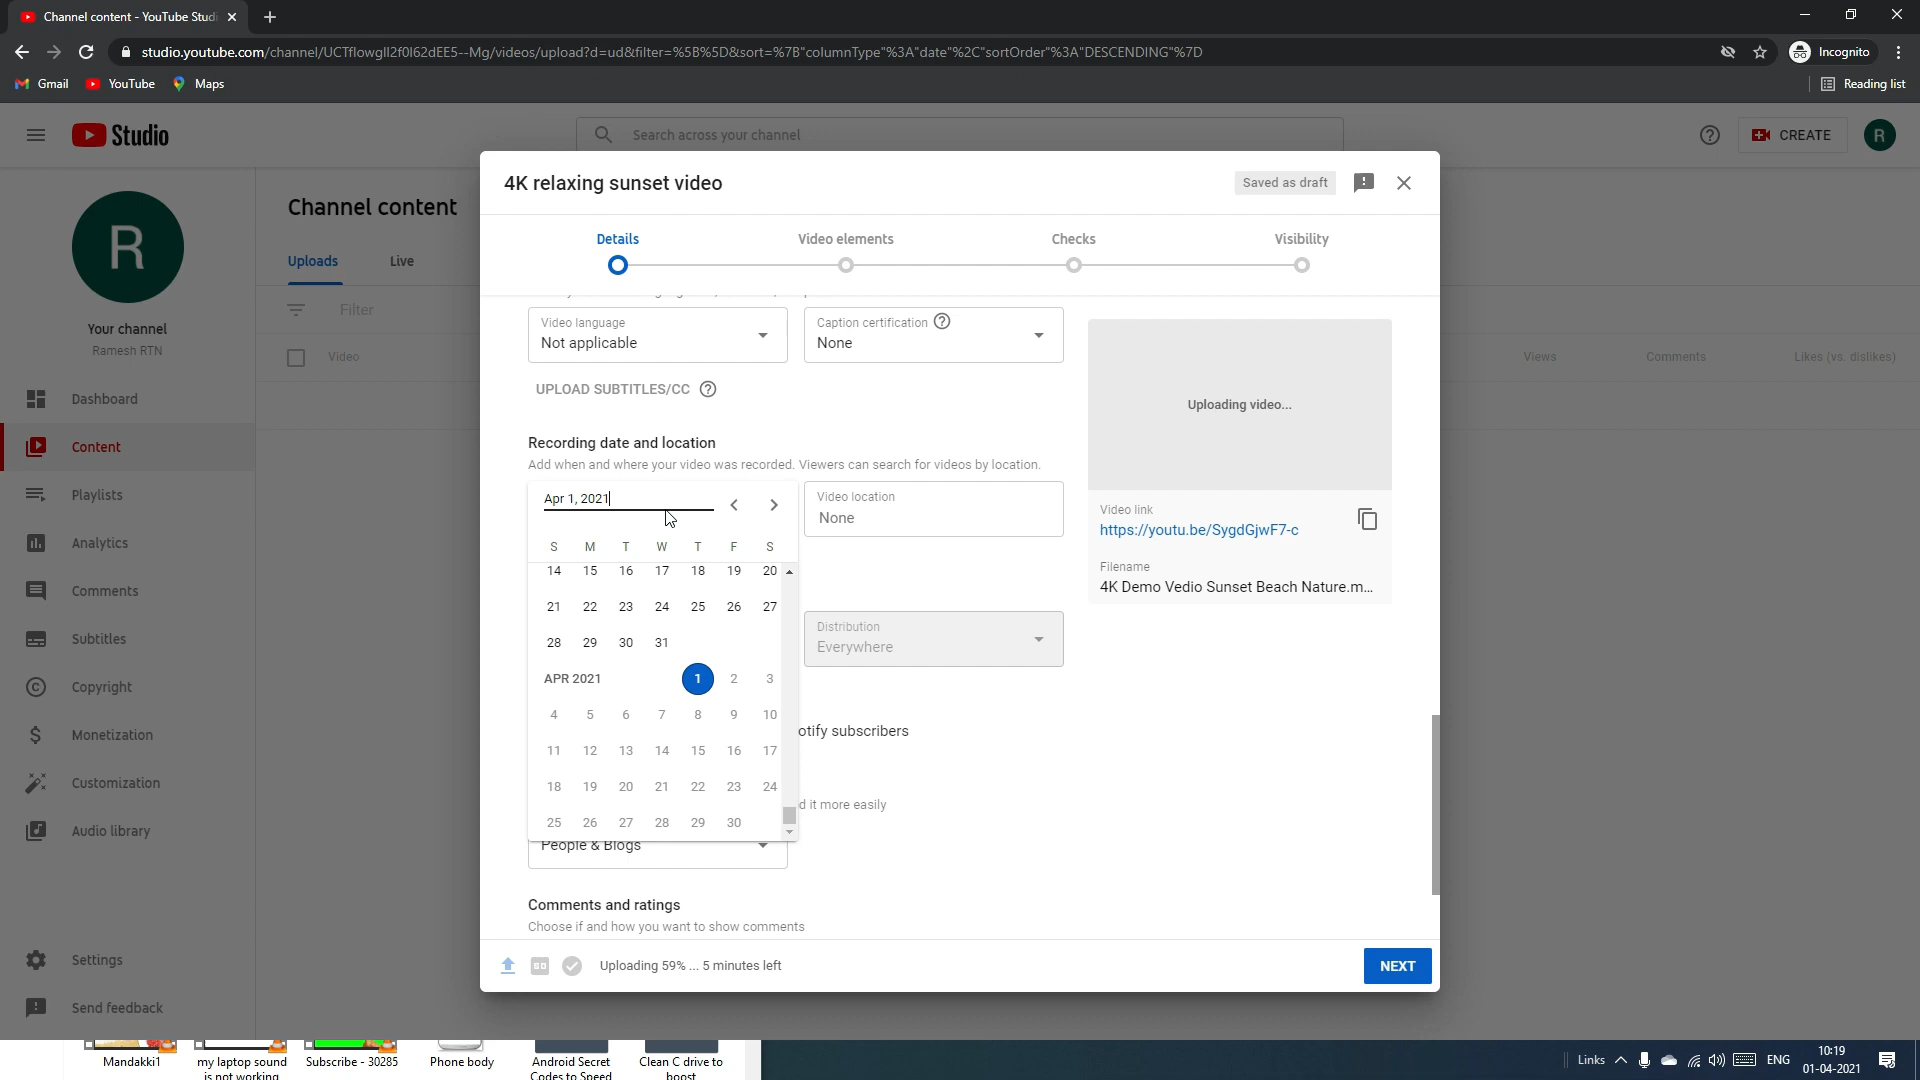 Channel content - YouTube Studi
studio.youtube.com/channel/UCTflowgIl2f0l62dEE5--Mg/videos/upload?d=ud&filter=%5B%5D&sort=%7B"columnType"%3A"date"%2C"sortOrder"%3A"DESCENDING"%7D
Incognito
Gmail
YouTube
Maps
Reading list
Studio
Search across your channel
CREATE
R
R
Your channel
Ramesh RTN
Dashboard
Content
Playlists
Analytics
Comments
Subtitles
Copyright
Monetization
Customization
Audio library
Settings
Send feedback
Channel content
Uploads
Live
Filter
Video
Views
Comments
Likes (vs. dislikes)
4K relaxing sunset video
Saved as draft
Details
Video elements
Checks
Visibility
Video language
Not applicable
Caption certification
None
UPLOAD SUBTITLES/CC
Recording date and location
Add when and where your video was recorded. Viewers can search for videos by location.
Apr 1, 2021
S M T W T F S
14 15 16 17 18 19 20
21 22 23 24 25 26 27
28 29 30 31
APR 2021 1 2 3
4 5 6 7 8 9 10
11 12 13 14 15 16 17
18 19 20 21 22 23 24
25 26 27 28 29 30
Video location
None
Distribution
Everywhere
otify subscribers
d it more easily
People & Blogs
Comments and ratings
Choose if and how you want to show comments
Uploading video...
Video link
https://youtu.be/SygdGjwF7-c
Filename
4K Demo Vedio Sunset Beach Nature.m...
SD
Uploading 59% ... 5 minutes left
NEXT
Mandakki1
my laptop sound
is not working
Subscribe - 30285
Phone body
Android Secret
Codes to Speed
Clean C drive to
boost
Links
ENG
10:19
01-04-2021